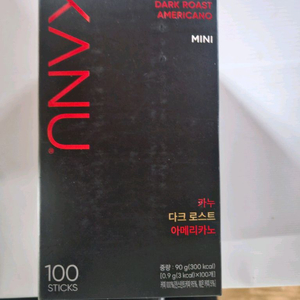 DARK ROAST
AMERICANO
MINI
KANU
카누
다크 로스트
아메리카노
100
STICKS
중량 : 90 g(300 kcal)
[0.9 g(3 kcal)×100개]